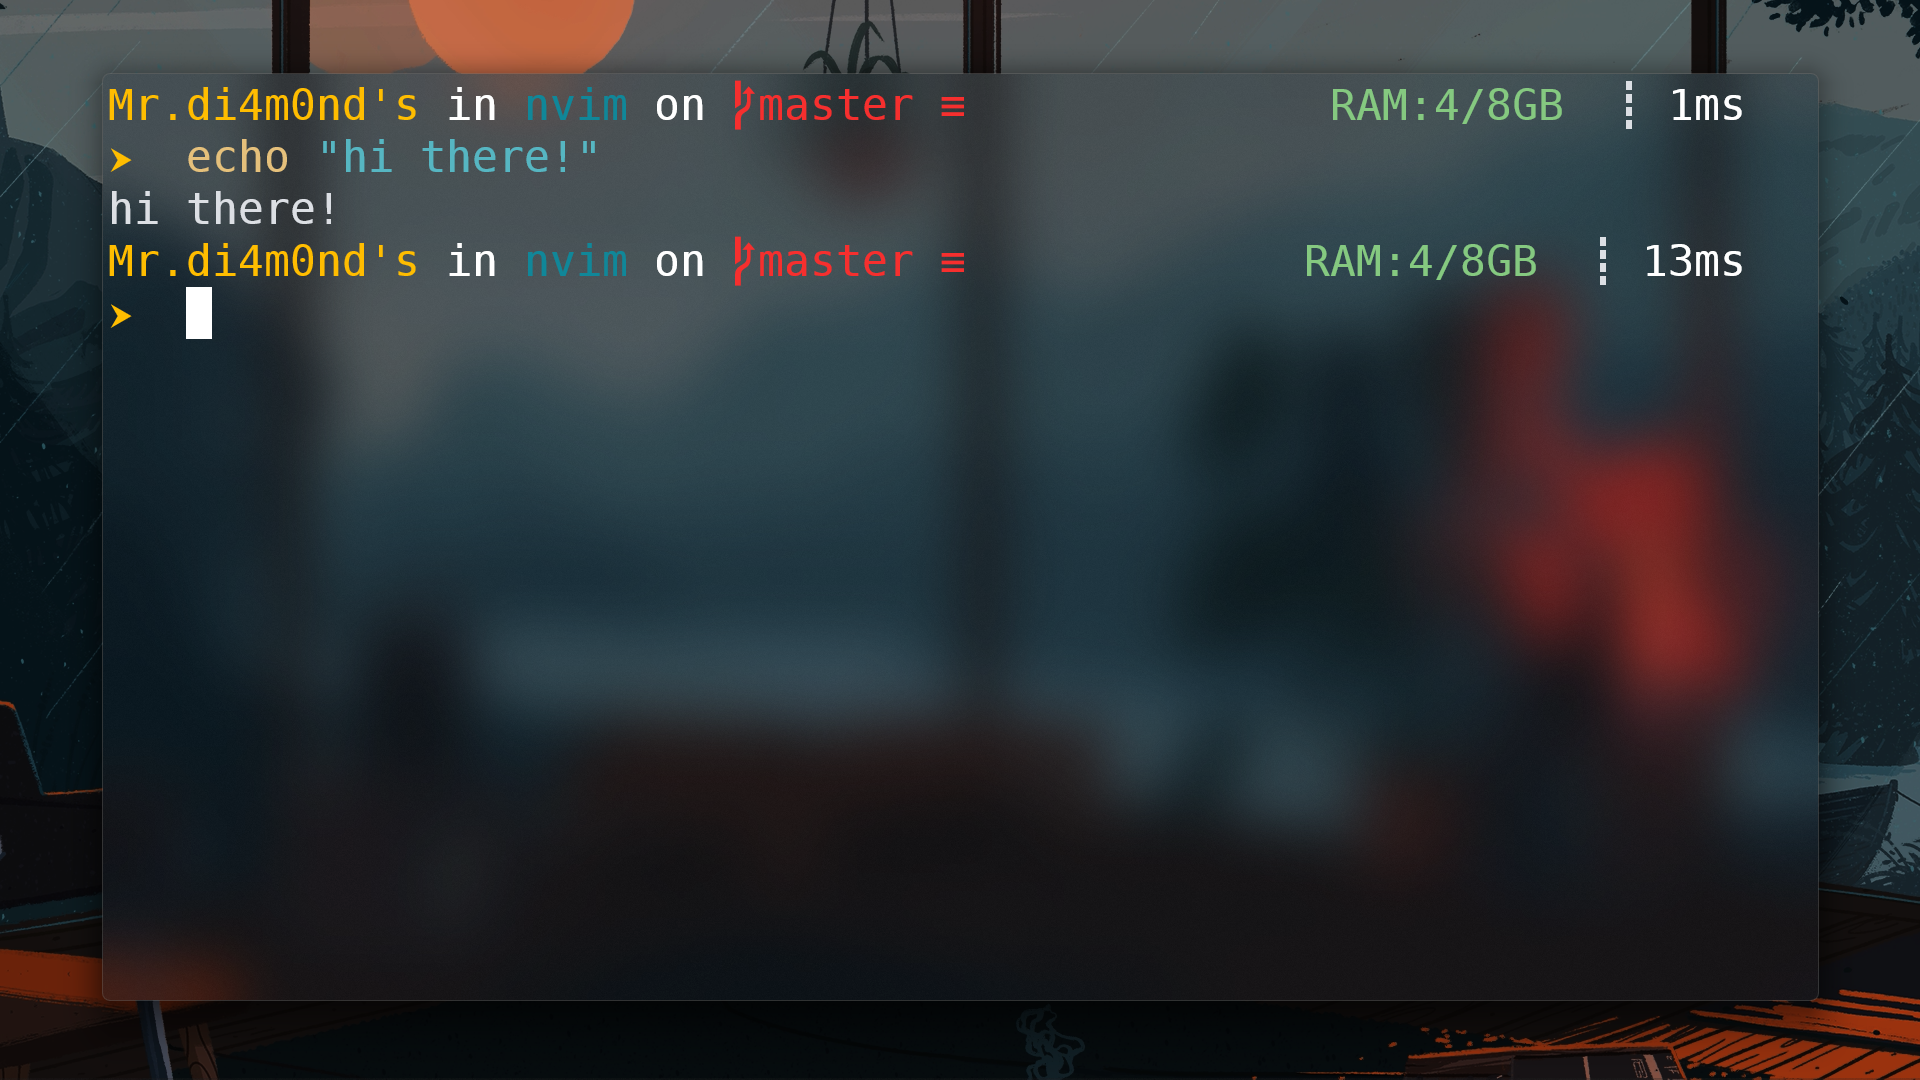 Mr.di4m0nd's in nvim on master ≡ RAM:4/8GB ┊ 1ms
➤ echo "hi there!"
hi there!
Mr.di4m0nd's in nvim on master ≡ RAM:4/8GB ┊ 13ms
➤